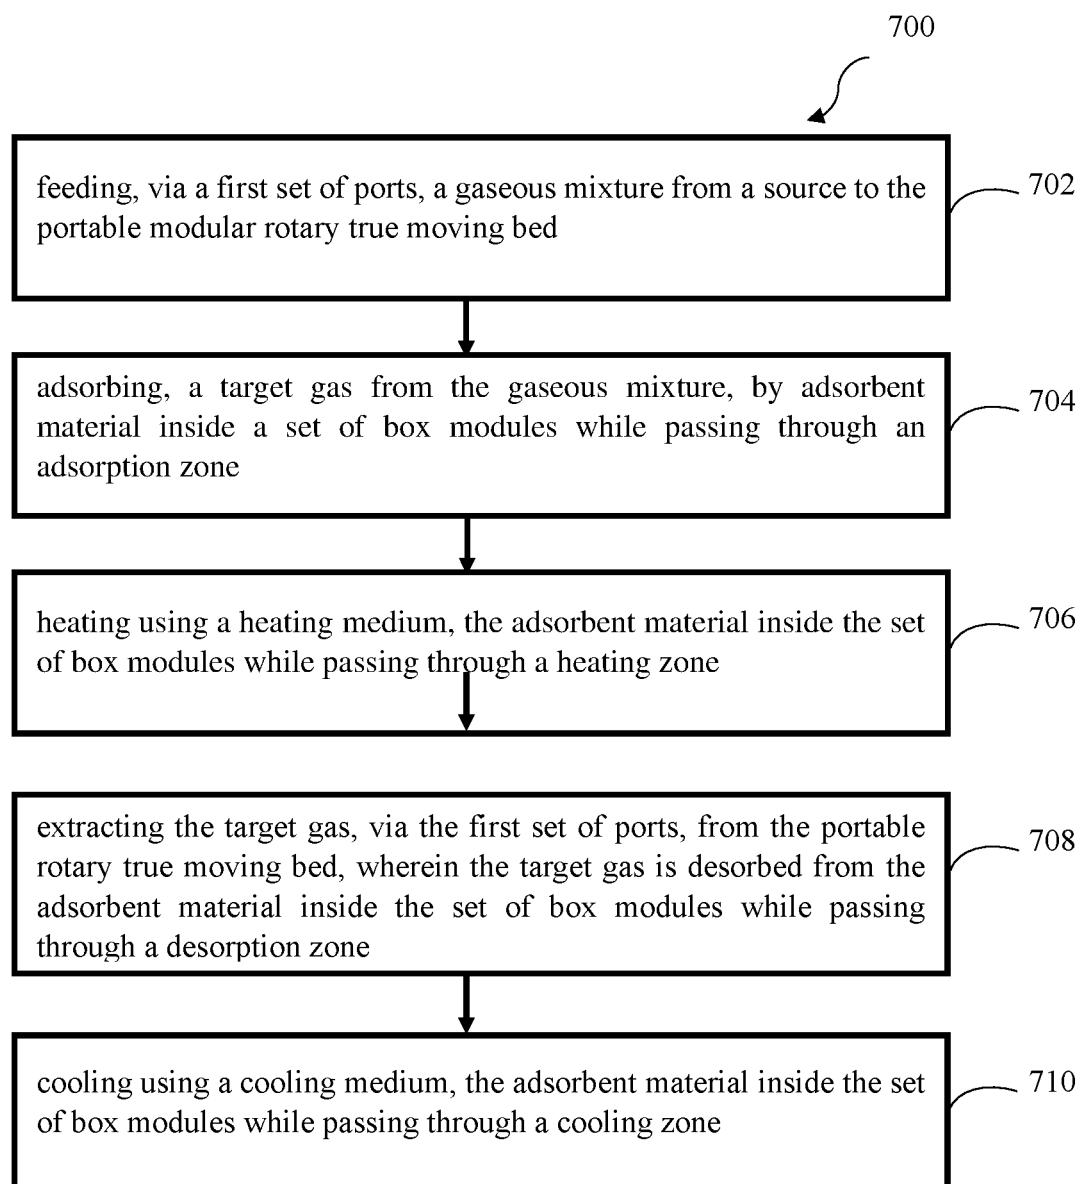 700
feeding, via a first set of ports, a gaseous mixture from a source to the
portable modular rotary true moving bed
702
adsorbing, a target gas from the gaseous mixture, by adsorbent
material inside a set of box modules while passing through an
adsorption zone
704
heating using a heating medium, the adsorbent material inside the set
of box modules while passing through a heating zone
706
extracting the target gas, via the first set of ports, from the portable
rotary true moving bed, wherein the target gas is desorbed from the
adsorbent material inside the set of box modules while passing
through a desorption zone
708
cooling using a cooling medium, the adsorbent material inside the set
of box modules while passing through a cooling zone
710